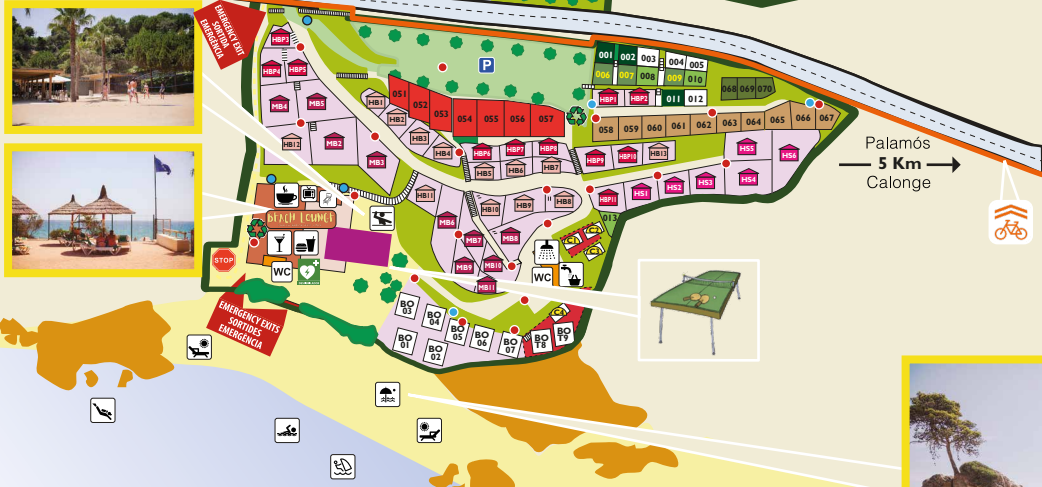 EMERGENCY EXIT
SORTIDA
EMERGÈNCIA
HBP3
HBP4
HBP5
MB4
MB5
HB12
MB2
MB3
HB1
HB2
HB3
HB4
051
052
053
054
055
056
057
P
001
002
003
004
005
006
007
008
009
010
HBP1
HBP2
011
012
068
069
070
058
059
060
061
062
063
064
065
066
067
HBP6
HBP7
HBP8
HB5
HB6
HB7
HBP9
HBP10
HB13
HS5
HS6
HBP11
HS1
HS2
HS3
HS4
013
HB11
HB10
HB9
HB8
MB6
MB7
MB8
MB9
MB10
MB11
BEACH LOUNGE
WC
STOP
WC
C4
EMERGENCY EXITS
SORTIDES
EMERGÈNCIA
BO
03
BO
04
BO
05
BO
06
BO
07
BO
T8
BO
T9
BO
01
BO
02
Palamós
5 Km
Calonge